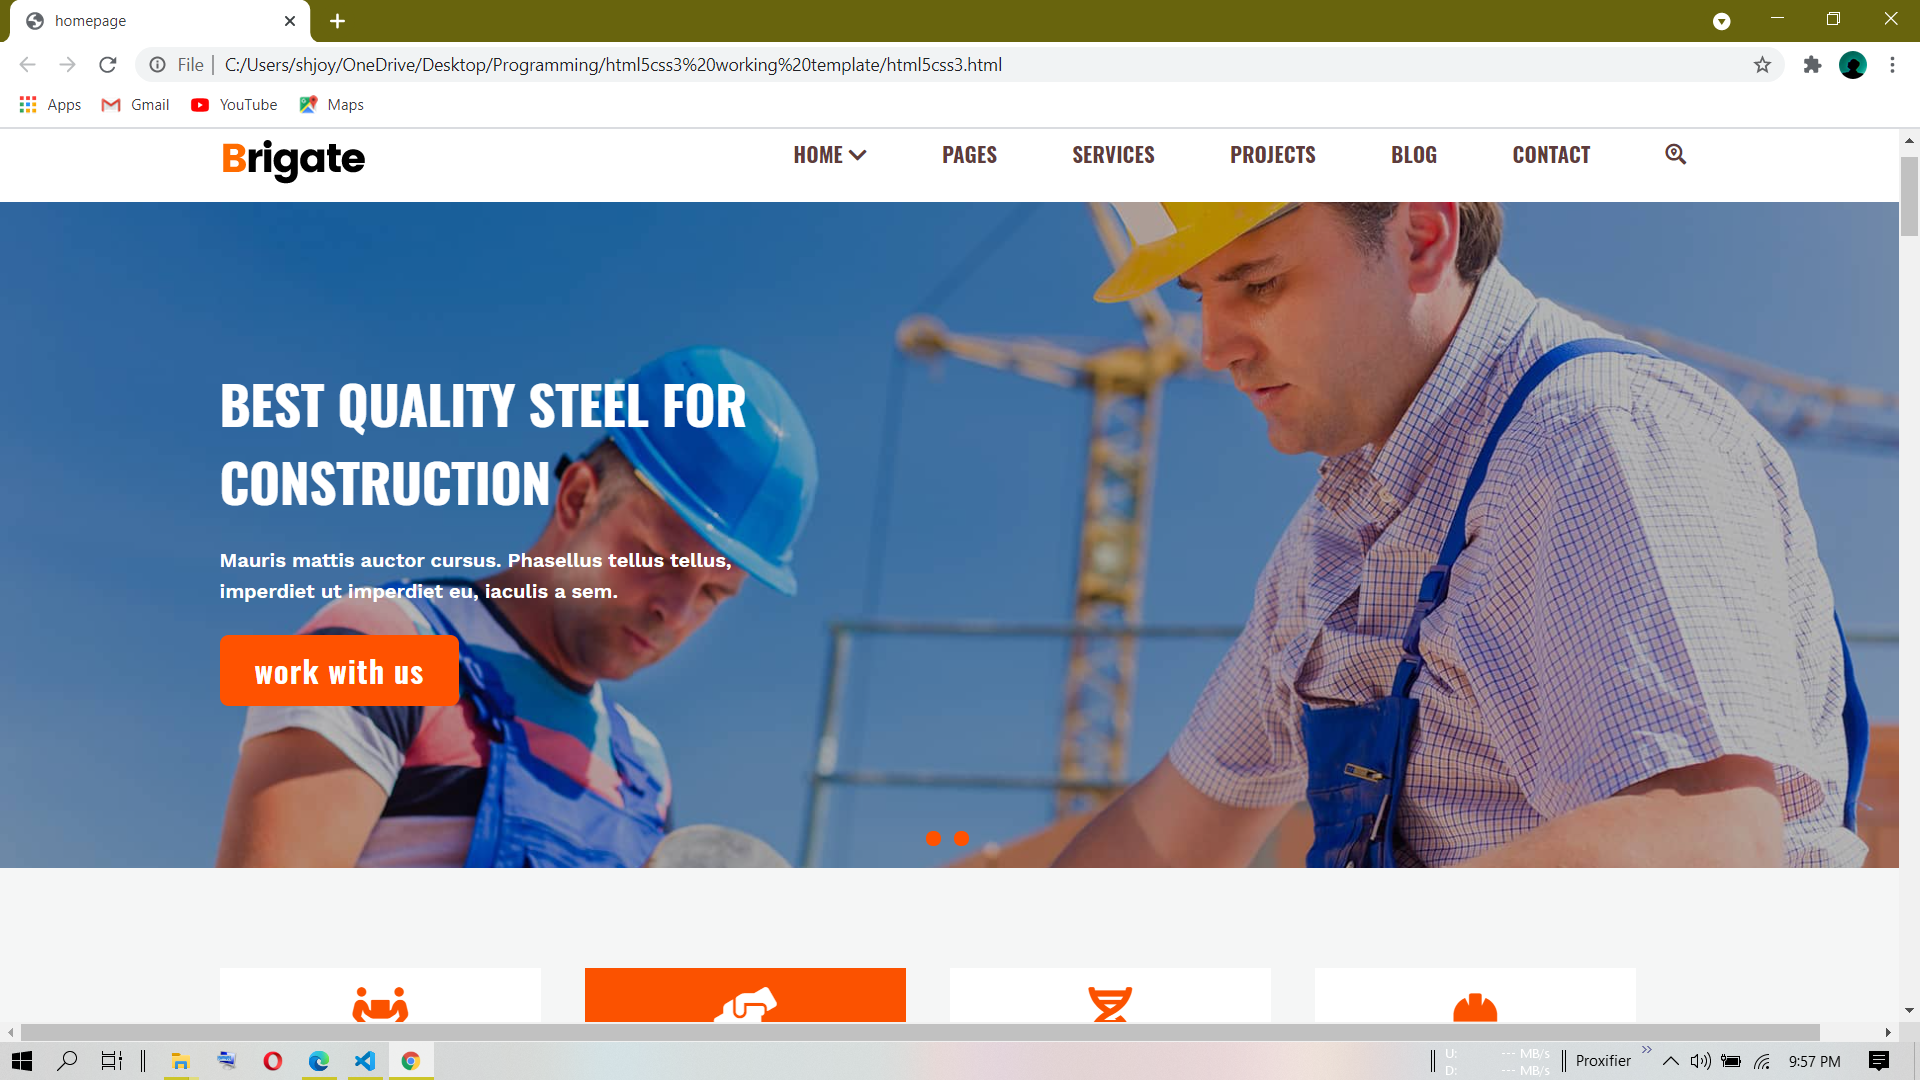 homepage
File
C:/Users/shjoy/OneDrive/Desktop/Programming/html5css3%20working%20template/html5css3.html
Apps
Gmail
YouTube
Maps
Brigate
HOME
PAGES
SERVICES
PROJECTS
BLOG
CONTACT
BEST QUALITY STEEL FOR
CONSTRUCTION
Mauris mattis auctor cursus. Phasellus tellus tellus,
imperdiet ut imperdiet eu, iaculis a sem.
work with us
U: --- MB/s
D: --- MB/s
Proxifier
9:57 PM